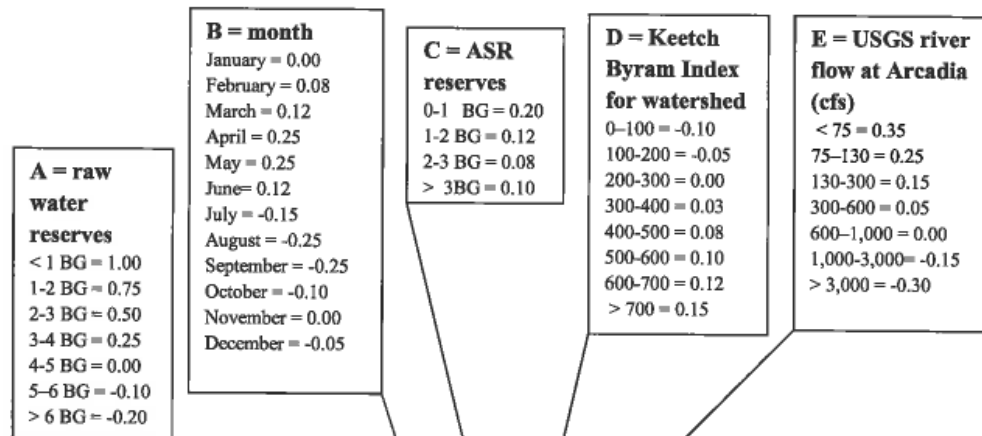 A = raw
water
reserves
< 1 BG = 1.00
1-2 BG = 0.75
2-3 BG = 0.50
3-4 BG = 0.25
4-5 BG = 0.00
5–6 BG = -0.10
> 6 BG = -0.20
B = month
January = 0.00
February = 0.08
March = 0.12
April = 0.25
May = 0.25
June= 0.12
July = -0.15
August = -0.25
September = -0.25
October = -0.10
November = 0.00
December = -0.05
C = ASR
reserves
0-1 BG = 0.20
1-2 BG = 0.12
2-3 BG = 0.08
> 3BG = 0.10
D = Keetch
Byram Index
for watershed
0–100 = -0.10
100-200 = -0.05
200-300 = 0.00
300-400 = 0.03
400-500 = 0.08
500-600 = 0.10
600-700 = 0.12
> 700 = 0.15
E = USGS river
flow at Arcadia
(cfs)
< 75 = 0.35
75–130 = 0.25
130-300 = 0.15
300-600 = 0.05
600–1,000 = 0.00
1,000-3,000= -0.15
> 3,000 = -0.30